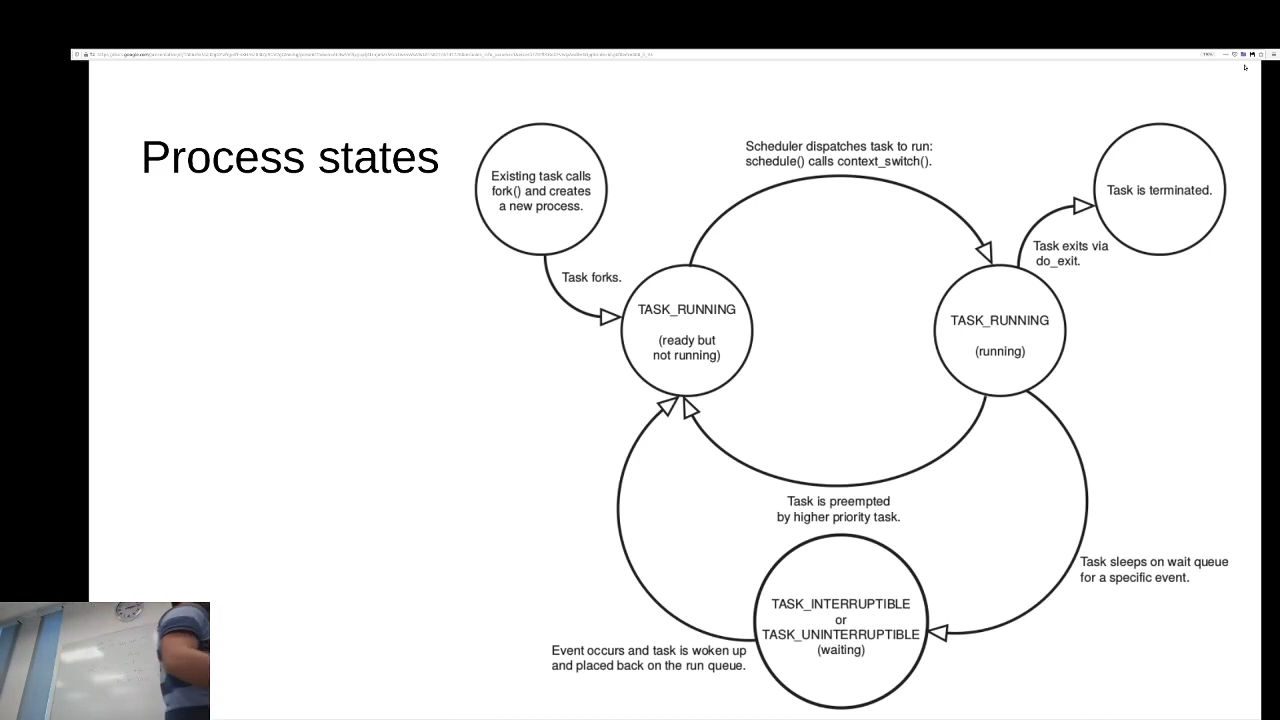 Process states
Existing task calls
fork() and creates
a new process.
Task forks.
Scheduler dispatches task to run:
schedule() calls context_switch().
Task is terminated.
Task exits via
do_exit.
TASK_RUNNING
(ready but
not running)
TASK_RUNNING
(running)
Task is preempted
by higher priority task.
Task sleeps on wait queue
for a specific event.
TASK_INTERRUPTIBLE
or
TASK_UNINTERRUPTIBLE
(waiting)
Event occurs and task is woken up
and placed back on the run queue.